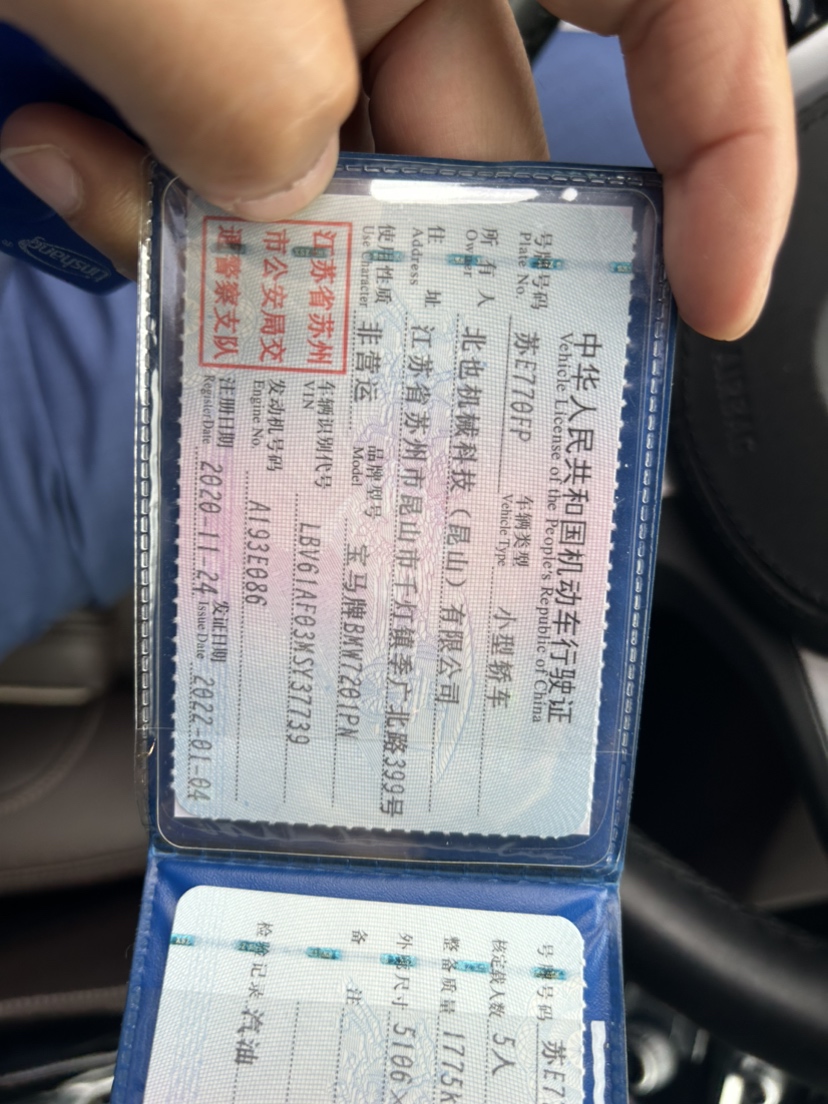 中华人民共和国机动车行驶证
Vehicle License of the People's Republic of China
号牌号码 苏E770FP 车辆类型 小型轿车
Plate No. Vehicle Type
所有人 北也机械科技（昆山）有限公司
Owner
住址 江苏省苏州市昆山市千灯镇季广北路399号
Address
使用性质 非营运 品牌型号 宝马牌BMW7201PN
Use Character Model
江苏省苏州
市公安局交
通警察支队
车辆识别代号 LBV61AF03MSY37739
VIN
发动机号码 A193E086
Engine No.
注册日期 2020-11-24 发证日期 2022-01-04
Register Date Issue Date
号牌号码 苏E7
核定载人数 5人
整备质量 1775k
外廓尺寸 5106×
备注
检验记录 汽油
Linshang